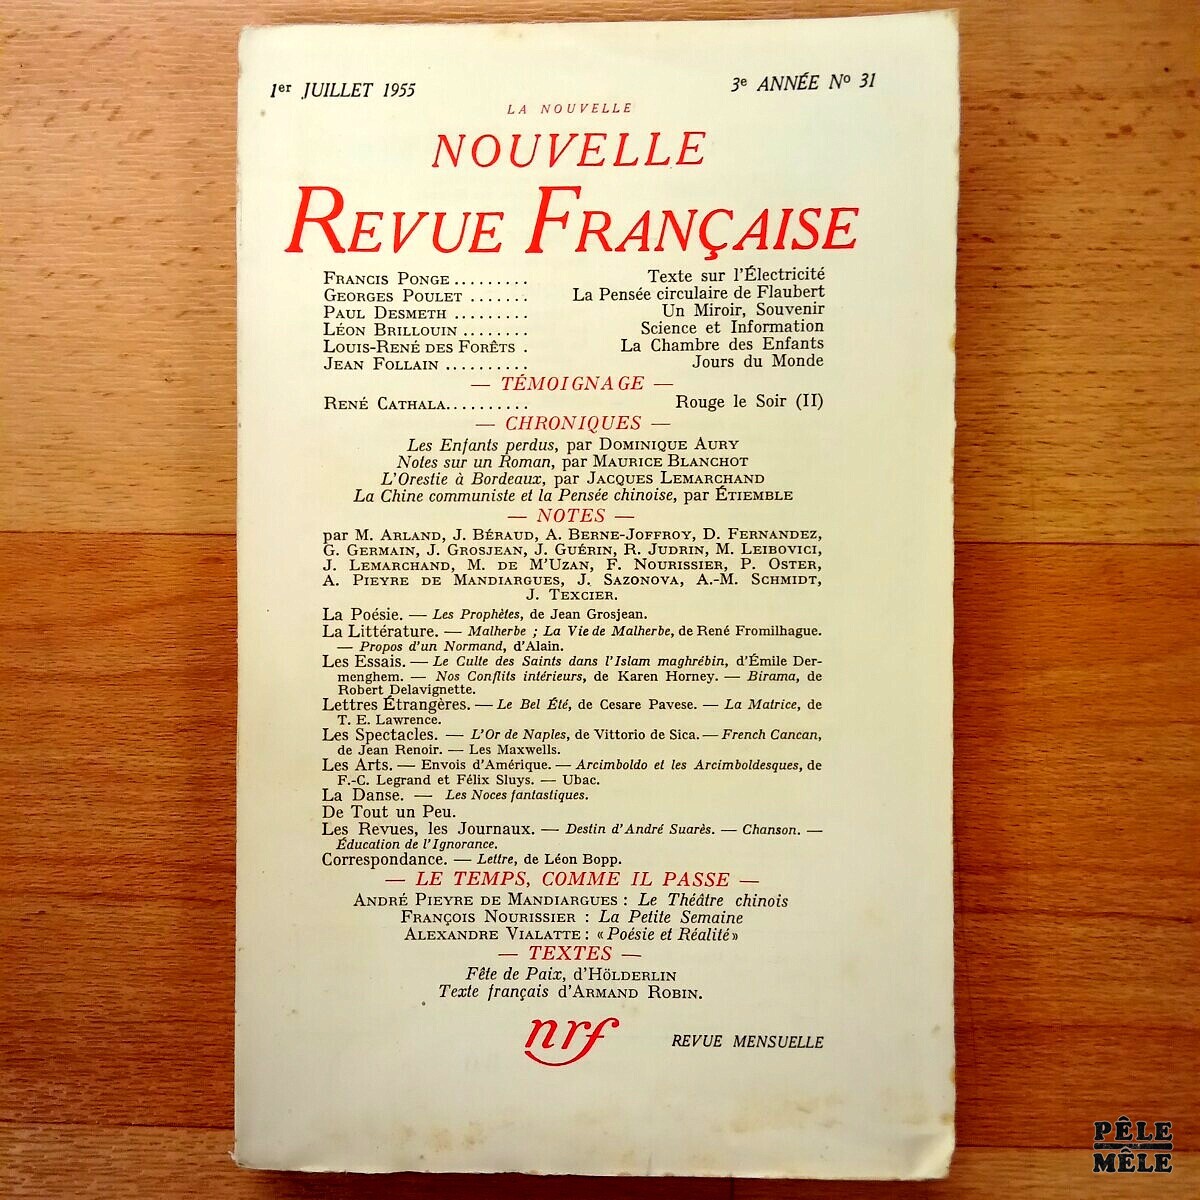 1er JUILLET 1955
3e ANNÉE No 31
LA NOUVELLE
NOUVELLE
REVUE FRANÇAISE
FRANCIS PONGE ......... Texte sur l'Électricité
GEORGES POULET ....... La Pensée circulaire de Flaubert
PAUL DESMETH ......... Un Miroir, Souvenir
LÉON BRILLOUIN ........ Science et Information
LOUIS-RENÉ DES FORÊTS . La Chambre des Enfants
JEAN FOLLAIN .......... Jours du Monde
— TÉMOIGNAGE —
RENÉ CATHALA.......... Rouge le Soir (II)
— CHRONIQUES —
Les Enfants perdus, par DOMINIQUE AURY
Notes sur un Roman, par MAURICE BLANCHOT
L'Orestie à Bordeaux, par JACQUES LEMARCHAND
La Chine communiste et la Pensée chinoise, par ÉTIEMBLE
— NOTES —
par M. ARLAND, J. BÉRAUD, A. BERNE-JOFFROY, D. FERNANDEZ,
G. GERMAIN, J. GROSJEAN, J. GUÉRIN, R. JUDRIN, M. LEIBOVICI,
J. LEMARCHAND, M. DE M'UZAN, F. NOURISSIER, P. OSTER,
A. PIEYRE DE MANDIARGUES, J. SAZONOVA, A.-M. SCHMIDT,
J. TEXCIER.
La Poésie. — Les Prophètes, de Jean Grosjean.
La Littérature. — Malherbe ; La Vie de Malherbe, de René Fromilhague.
— Propos d'un Normand, d'Alain.
Les Essais. — Le Culte des Saints dans l'Islam maghrébin, d'Émile Der-
menghem. — Nos Conflits intérieurs, de Karen Horney. — Birama, de
Robert Delavignette.
Lettres Étrangères. — Le Bel Été, de Cesare Pavese. — La Matrice, de
T. E. Lawrence.
Les Spectacles. — L'Or de Naples, de Vittorio de Sica. — French Cancan,
de Jean Renoir. — Les Maxwells.
Les Arts. — Envois d'Amérique. — Arcimboldo et les Arcimboldesques, de
F.-C. Legrand et Félix Sluys. — Ubac.
La Danse. — Les Noces fantastiques.
De Tout un Peu.
Les Revues, les Journaux. — Destin d'André Suarès. — Chanson. —
Éducation de l'Ignorance.
Correspondance. — Lettre, de Léon Bopp.
— LE TEMPS, COMME IL PASSE —
ANDRÉ PIEYRE DE MANDIARGUES : Le Théâtre chinois
FRANÇOIS NOURISSIER : La Petite Semaine
ALEXANDRE VIALATTE : « Poésie et Réalité »
— TEXTES —
Fête de Paix, d'HÖLDERLIN
Texte français d'ARMAND ROBIN.
nrf
REVUE MENSUELLE
PÊLE
MÊLE